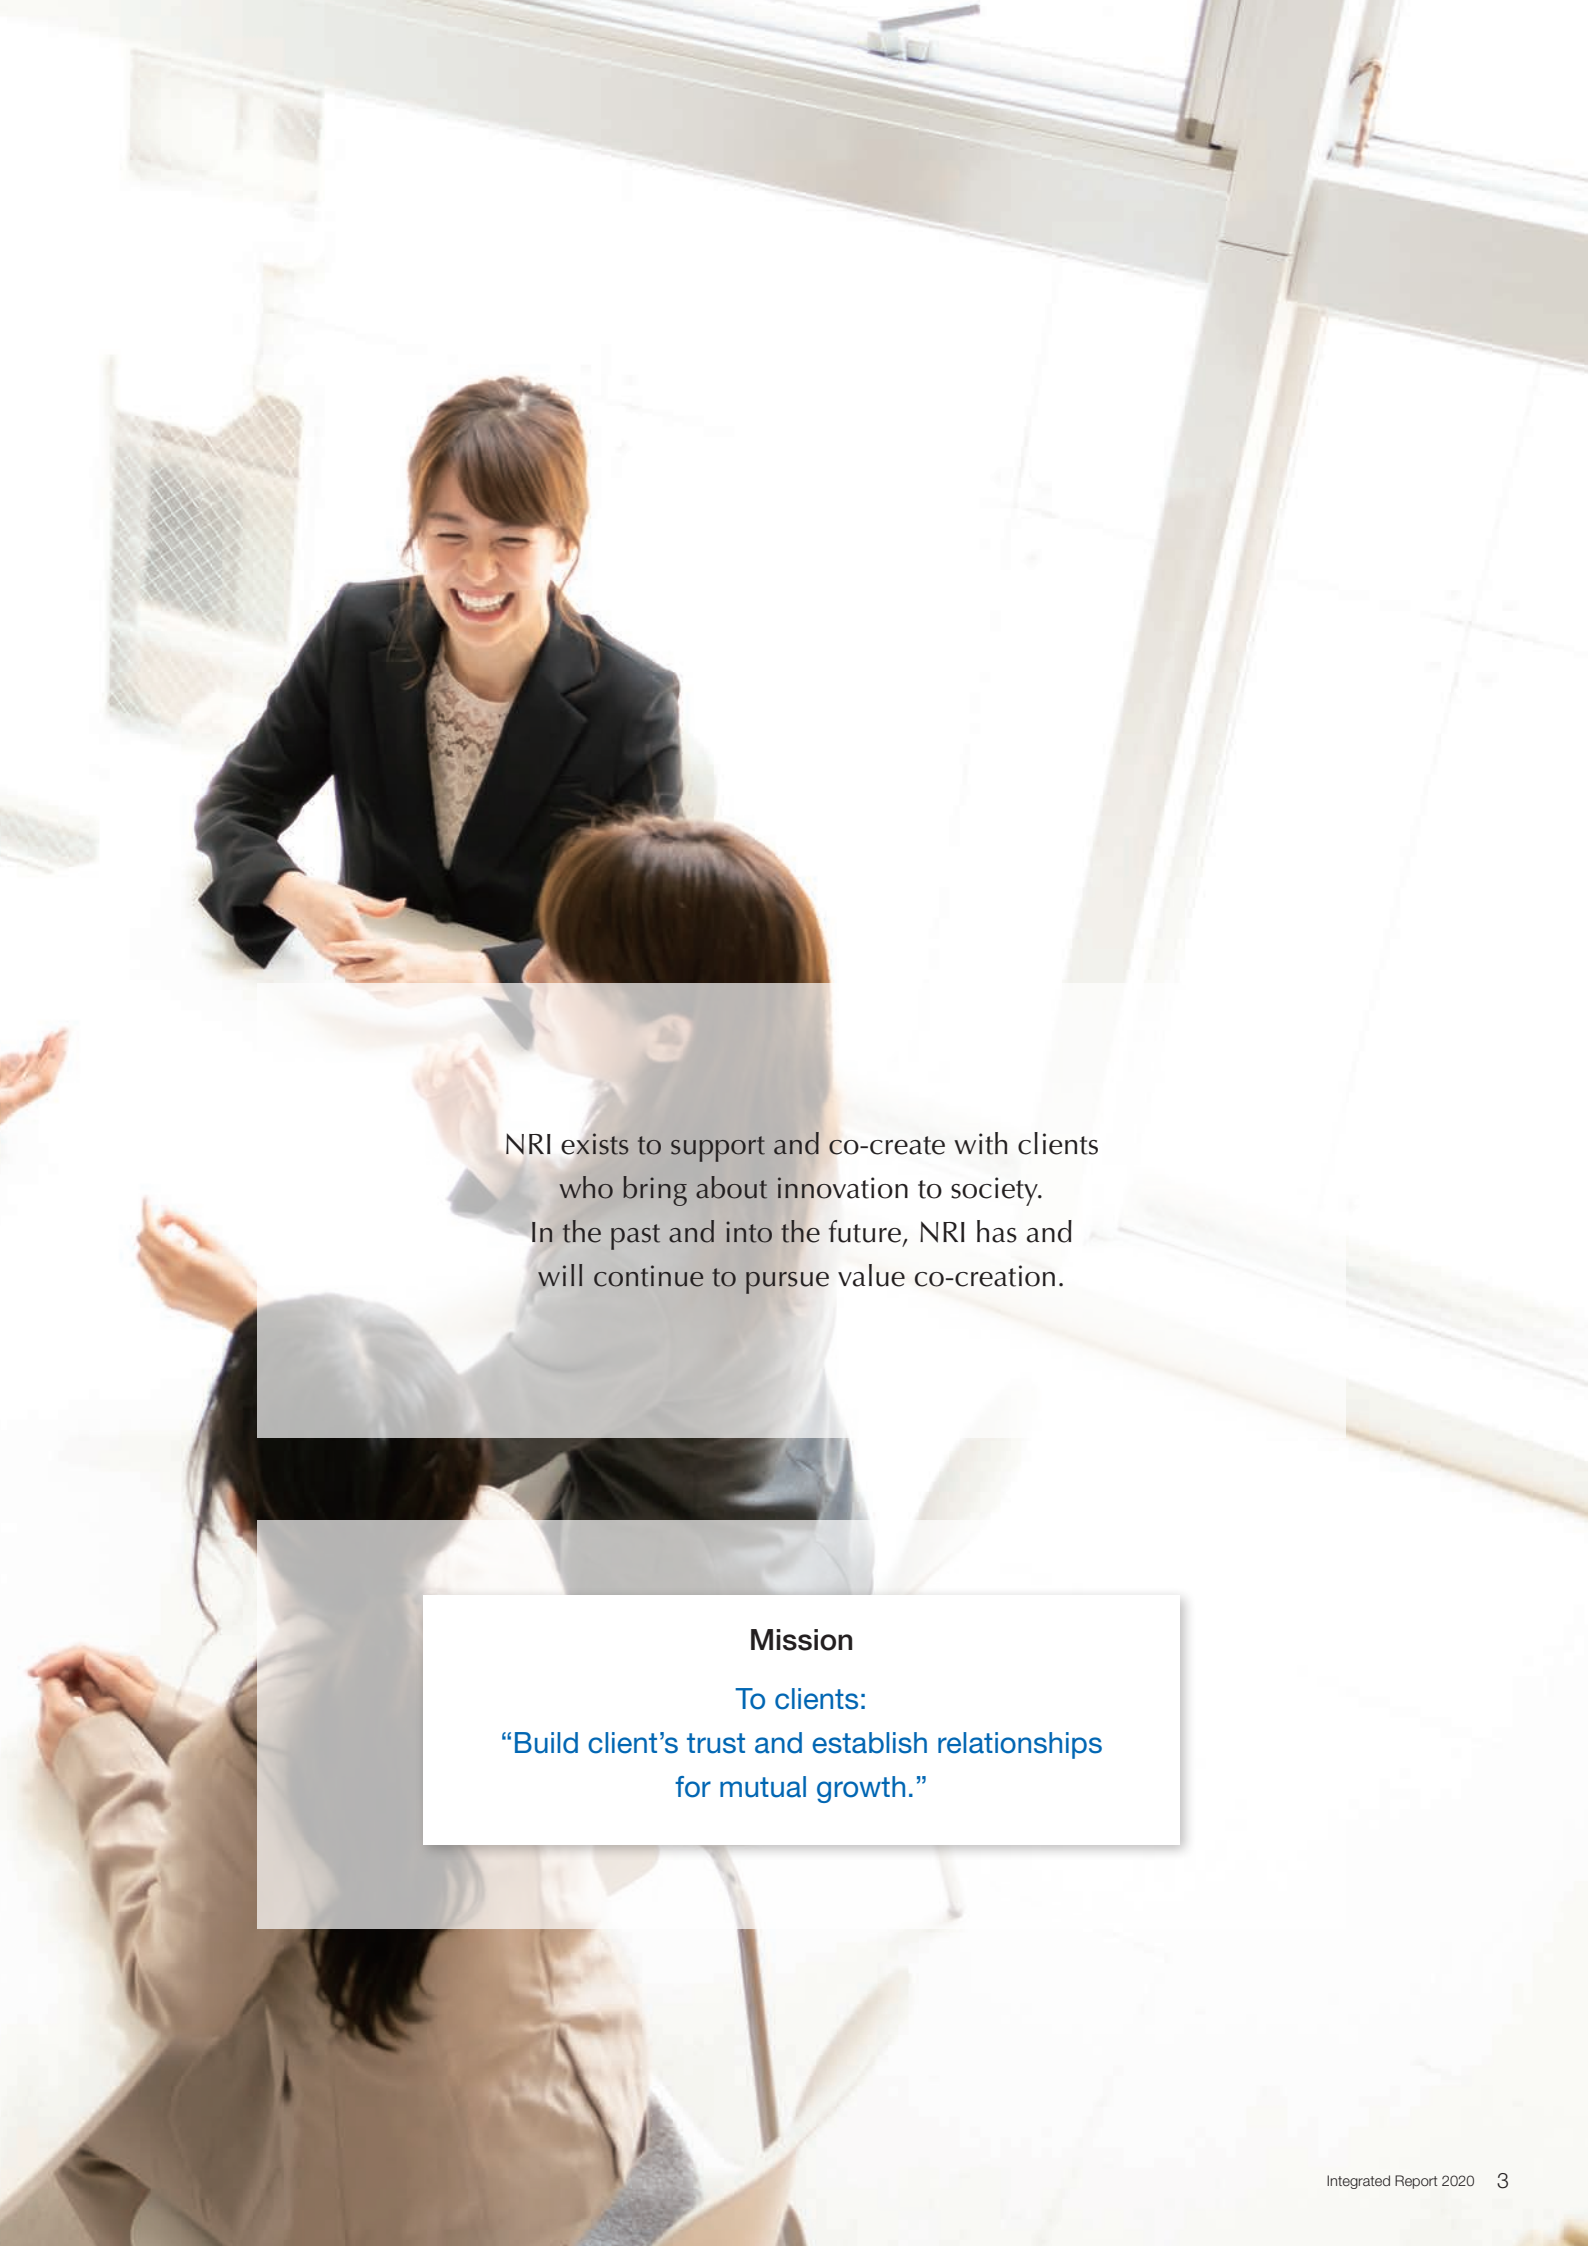 NRI exists to support and co-create with clients
who bring about innovation to society.
In the past and into the future, NRI has and
will continue to pursue value co-creation.
Mission
To clients:
“Build client’s trust and establish relationships
for mutual growth.”
Integrated Report 2020 3